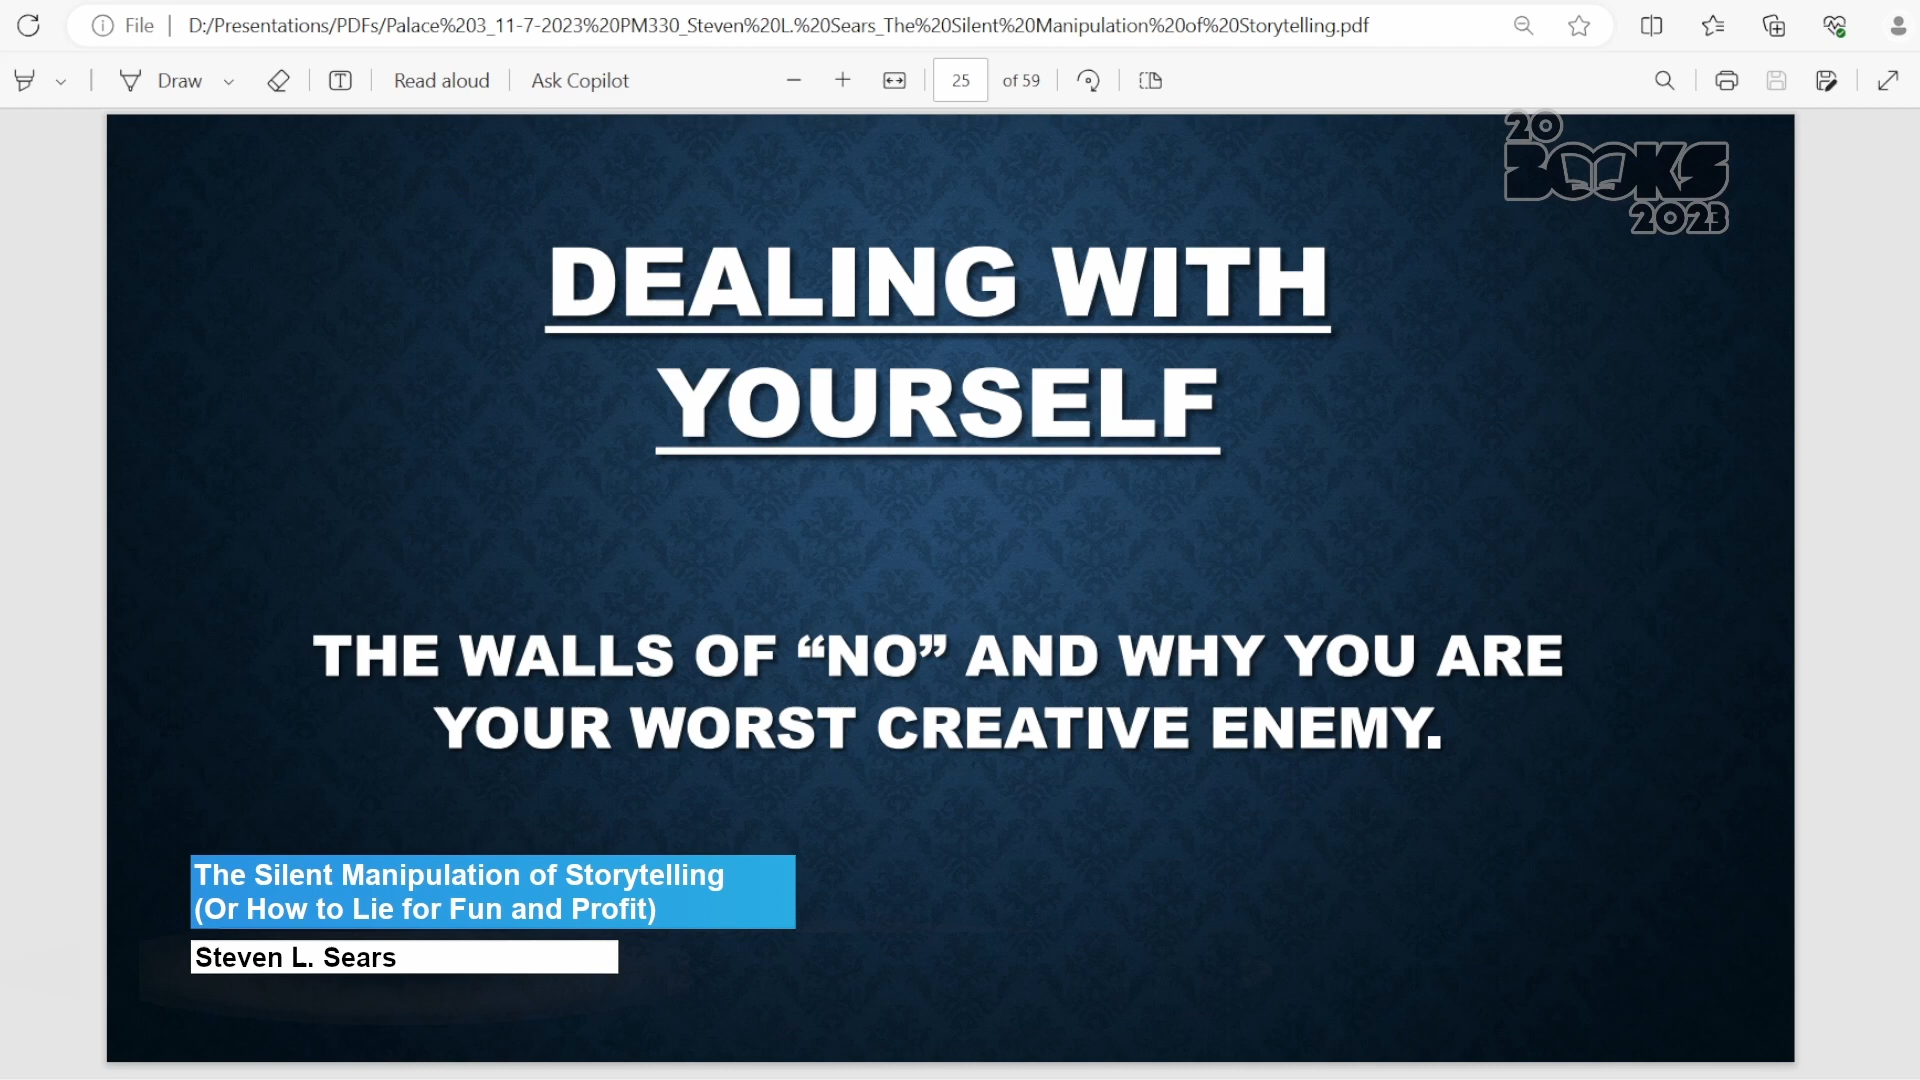 File | D:/Presentations/PDFs/Palace%203_11-7-2023%20PM330_Steven%20L.%20Sears_The%20Silent%20Manipulation%20of%20Storytelling.pdf
Draw Read aloud Ask Copilot 25 of 59
20
BOOKS
2023
DEALING WITH
YOURSELF
THE WALLS OF “NO” AND WHY YOU ARE
YOUR WORST CREATIVE ENEMY.
The Silent Manipulation of Storytelling
(Or How to Lie for Fun and Profit)
Steven L. Sears